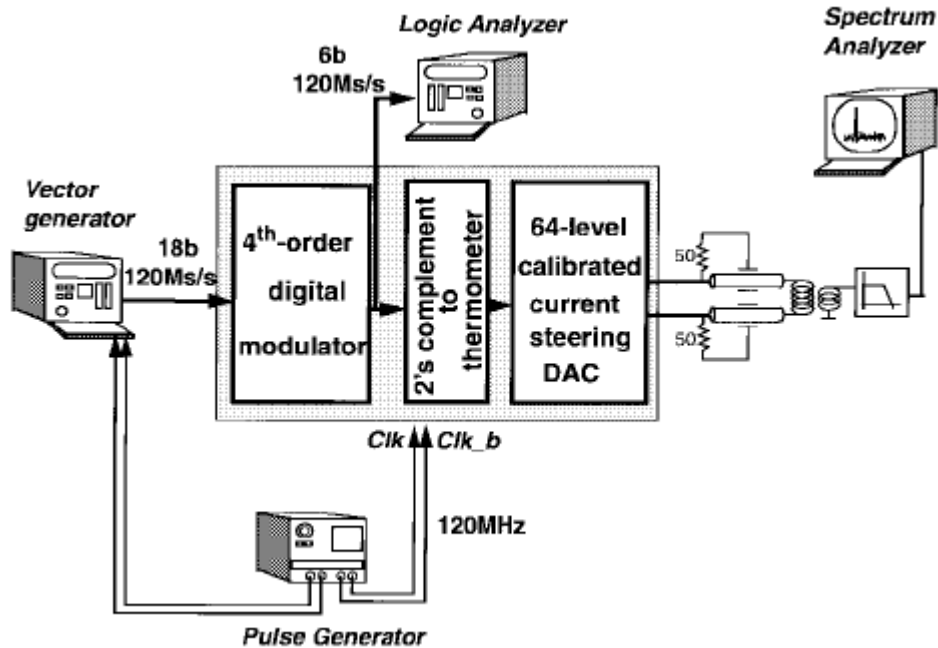 Logic Analyzer
Spectrum
Analyzer
6b
120Ms/s
Vector
generator
18b
120Ms/s
4th-order
digital
modulator
2's complement
to
thermometer
64-level
calibrated
current
steering
DAC
50
50
Clk
Clk_b
120MHz
Pulse Generator